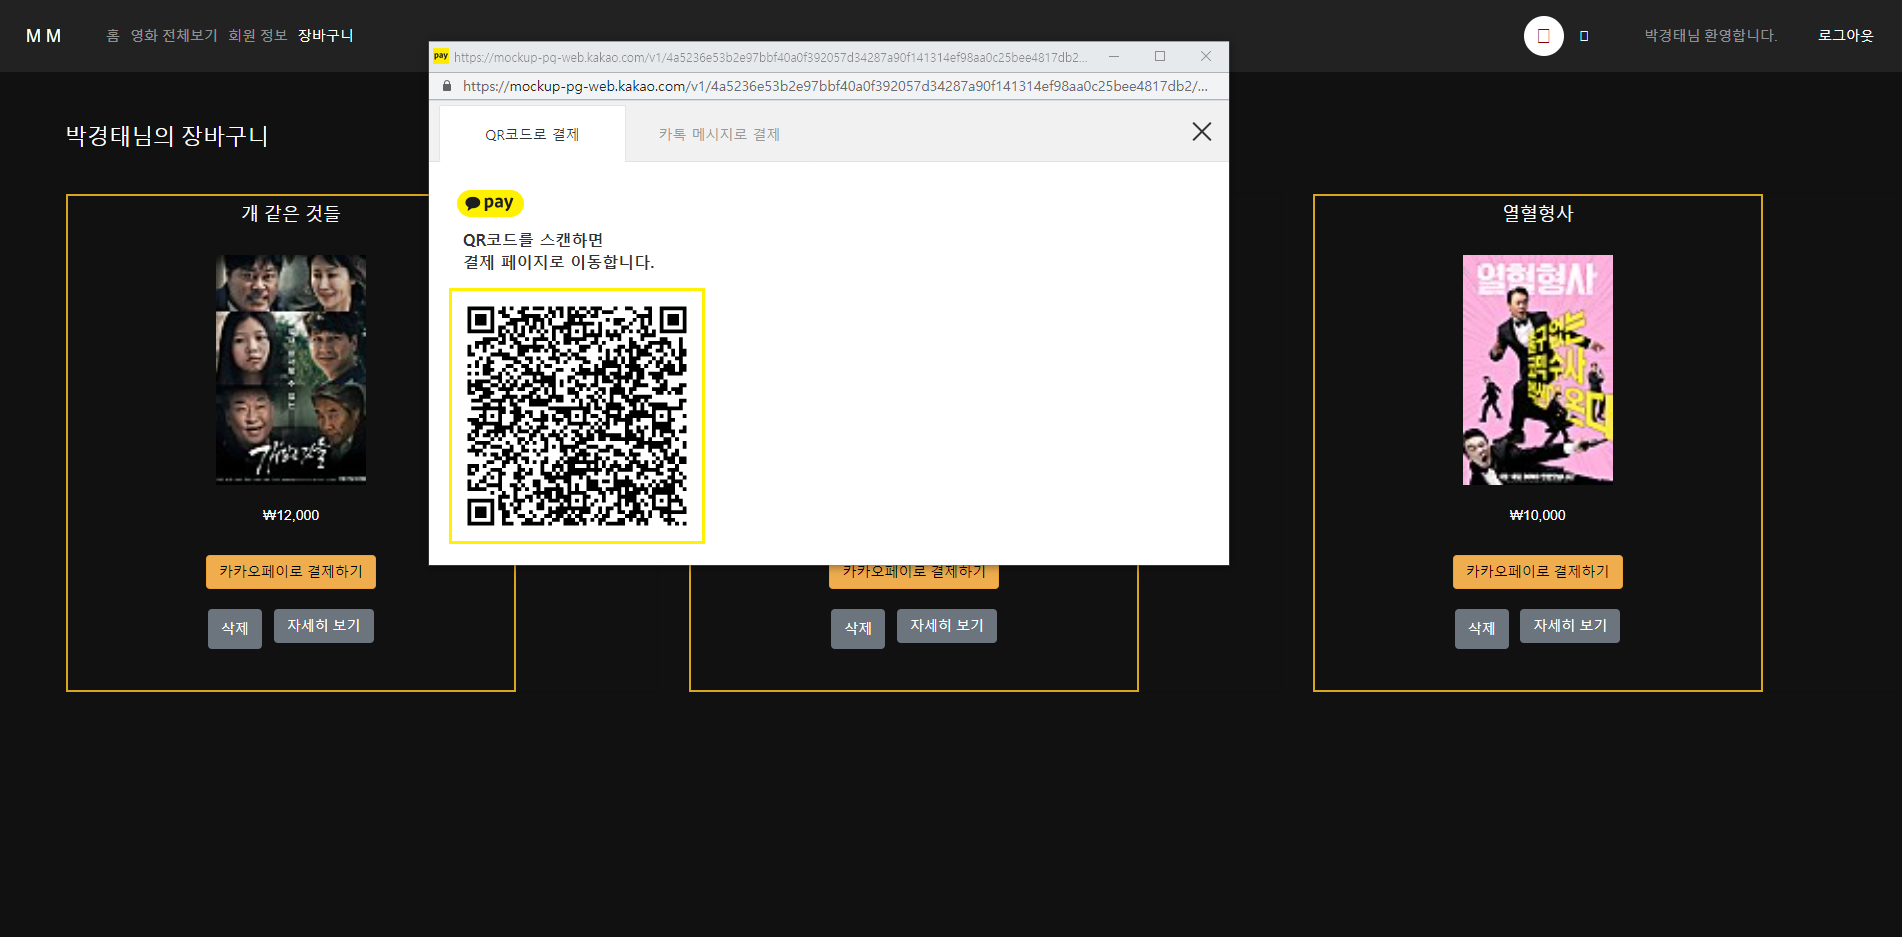 M M
홈 영화 전체보기 회원 정보 장바구니
박경태님 환영합니다.
로그아웃
pay https://mockup-pg-web.kakao.com/v1/4a5236e53b2e97bbf40a0f392057d34287a90f141314ef98aa0c25bee4817db2...
https://mockup-pg-web.kakao.com/v1/4a5236e53b2e97bbf40a0f392057d34287a90f141314ef98aa0c25bee4817db2/...
QR코드로 결제
카톡 메시지로 결제
pay
QR코드를 스캔하면
결제 페이지로 이동합니다.
박경태님의 장바구니
개 같은 것들
₩12,000
카카오페이로 결제하기
삭제
자세히 보기
카카오페이로 결제하기
삭제
자세히 보기
열혈형사
열혈형사
₩10,000
카카오페이로 결제하기
삭제
자세히 보기